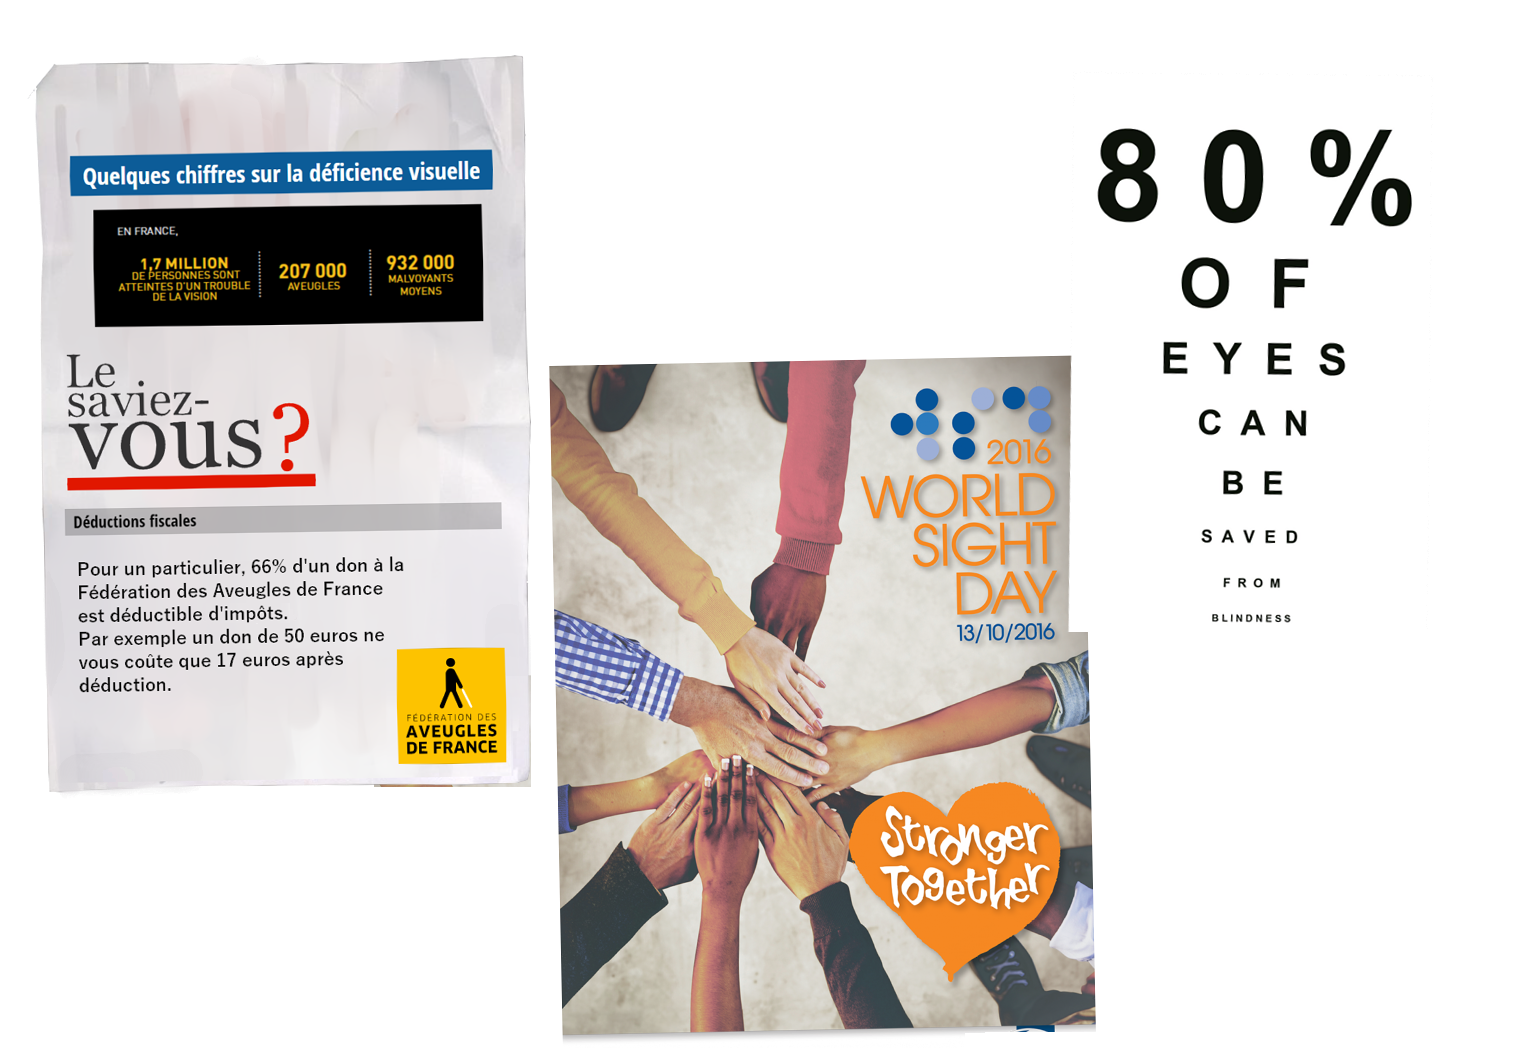 Quelques chiffres sur la déficience visuelle
EN FRANCE,
1,7 MILLION
DE PERSONNES SONT
ATTEINTES D'UN TROUBLE
DE LA VISION
207 000
AVEUGLES
932 000
MALVOYANTS
MOYENS
Le
saviez-
vous?
Déductions fiscales
Pour un particulier, 66% d'un don à la
Fédération des Aveugles de France
est déductible d'impôts.
Par exemple un don de 50 euros ne
vous coûte que 17 euros après
déduction.
FÉDÉRATION DES
AVEUGLES
DE FRANCE
2016
WORLD
SIGHT
DAY
13/10/2016
Stronger
Together
80%
OF
EYES
CAN
BE
SAVED
FROM
BLINDNESS